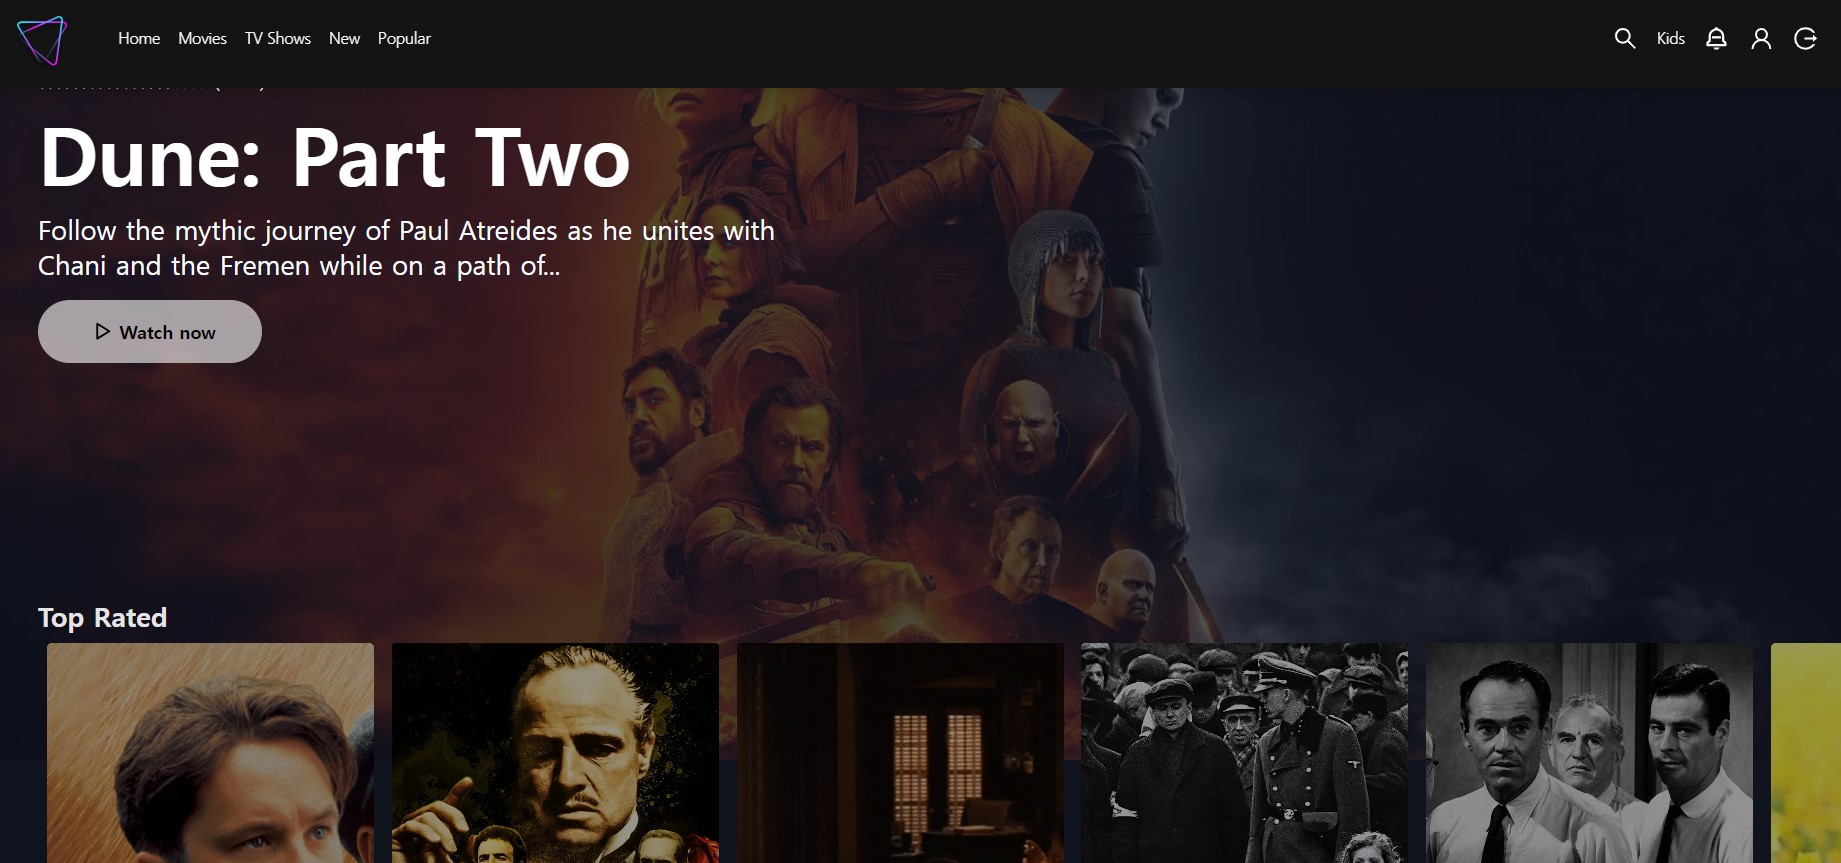 Home Movies TV Shows New Popular Kids
Dune: Part Two
Follow the mythic journey of Paul Atreides as he unites with
Chani and the Fremen while on a path of...
Watch now
Top Rated